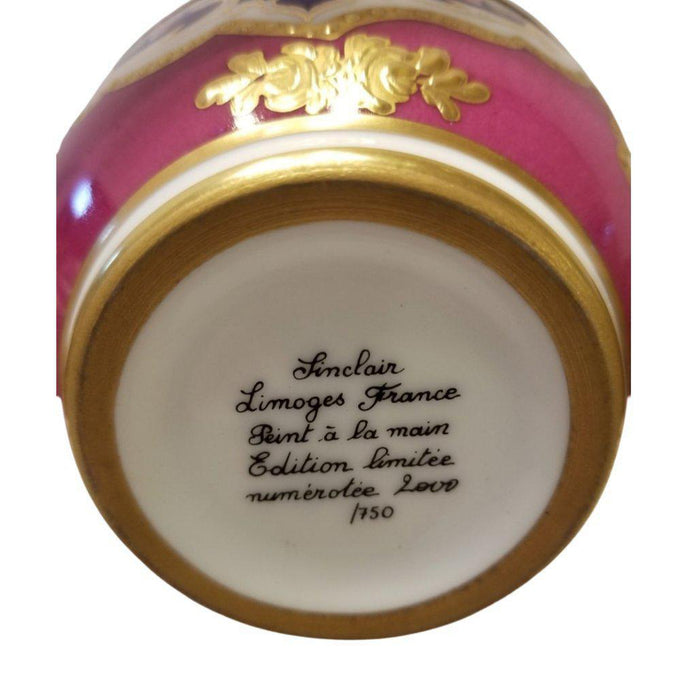 Sinclair
Limoges France
Peint à la main
Edition limitée
numérotée 2000
/750